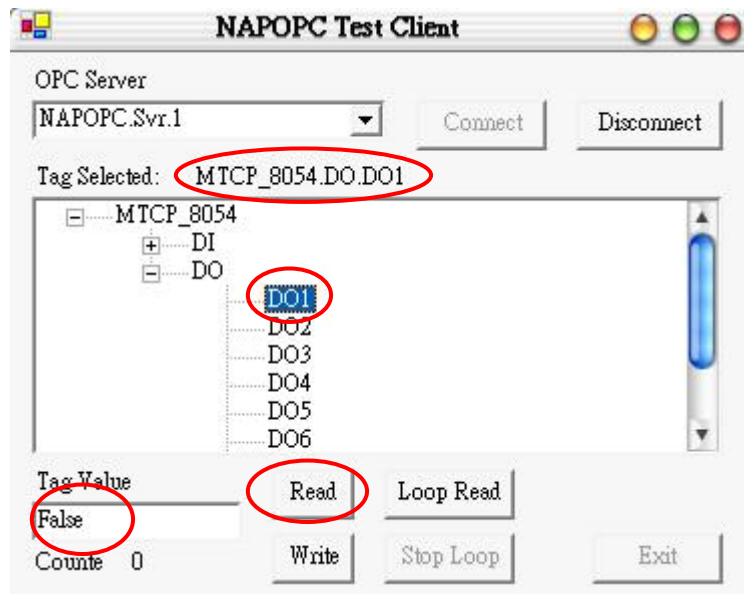 NAPOPC Test Client
OPC Server
NAPOPC.Svr.1 Connect Disconnect
Tag Selected: MTCP_8054.DO.DO1
MTCP_8054
DI
DO
DO1
DO2
DO3
DO4
DO5
DO6
Tag Value Read Loop Read
False
Counte 0 Write Stop Loop Exit